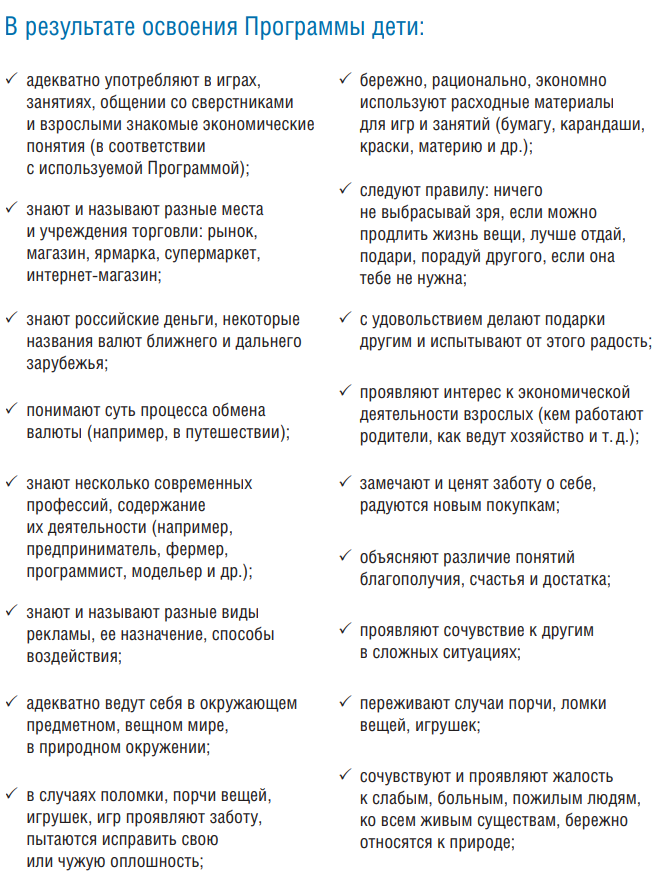 В результате освоения Программы дети:
✓ адекватно употребляют в играх,
занятиях, общении со сверстниками
и взрослыми знакомые экономические
понятия (в соответствии
с используемой Программой);
✓ знают и называют разные места
и учреждения торговли: рынок,
магазин, ярмарка, супермаркет,
интернет-магазин;
✓ знают российские деньги, некоторые
названия валют ближнего и дальнего
зарубежья;
✓ понимают суть процесса обмена
валюты (например, в путешествии);
✓ знают несколько современных
профессий, содержание
их деятельности (например,
предприниматель, фермер,
программист, модельер и др.);
✓ знают и называют разные виды
рекламы, ее назначение, способы
воздействия;
✓ адекватно ведут себя в окружающем
предметном, вещном мире,
в природном окружении;
✓ в случаях поломки, порчи вещей,
игрушек, игр проявляют заботу,
пытаются исправить свою
или чужую оплошность;
✓ бережно, рационально, экономно
используют расходные материалы
для игр и занятий (бумагу, карандаши,
краски, материю и др.);
✓ следуют правилу: ничего
не выбрасывай зря, если можно
продлить жизнь вещи, лучше отдай,
подари, порадуй другого, если она
тебе не нужна;
✓ с удовольствием делают подарки
другим и испытывают от этого радость;
✓ проявляют интерес к экономической
деятельности взрослых (кем работают
родители, как ведут хозяйство и т. д.);
✓ замечают и ценят заботу о себе,
радуются новым покупкам;
✓ объясняют различие понятий
благополучия, счастья и достатка;
✓ проявляют сочувствие к другим
в сложных ситуациях;
✓ переживают случаи порчи, ломки
вещей, игрушек;
✓ сочувствуют и проявляют жалость
к слабым, больным, пожилым людям,
ко всем живым существам, бережно
относятся к природе;